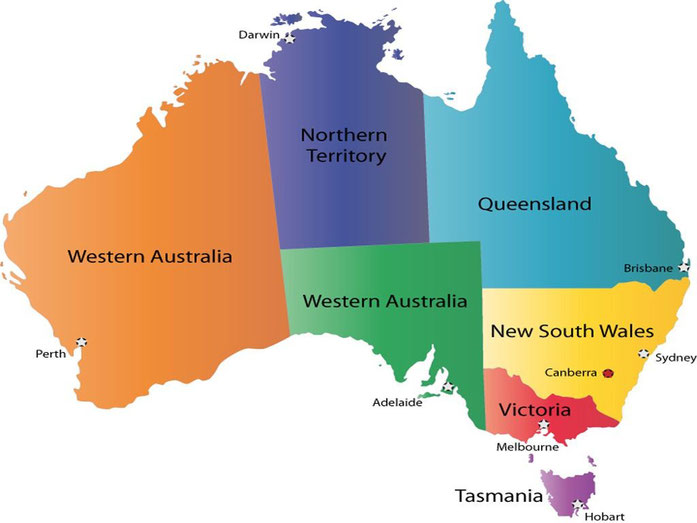 Darwin
Northern
Territory
Queensland
Western Australia
Brisbane
Western Australia
New South Wales
Perth
Sydney
Canberra
Adelaide
Victoria
Melbourne
Tasmania
Hobart